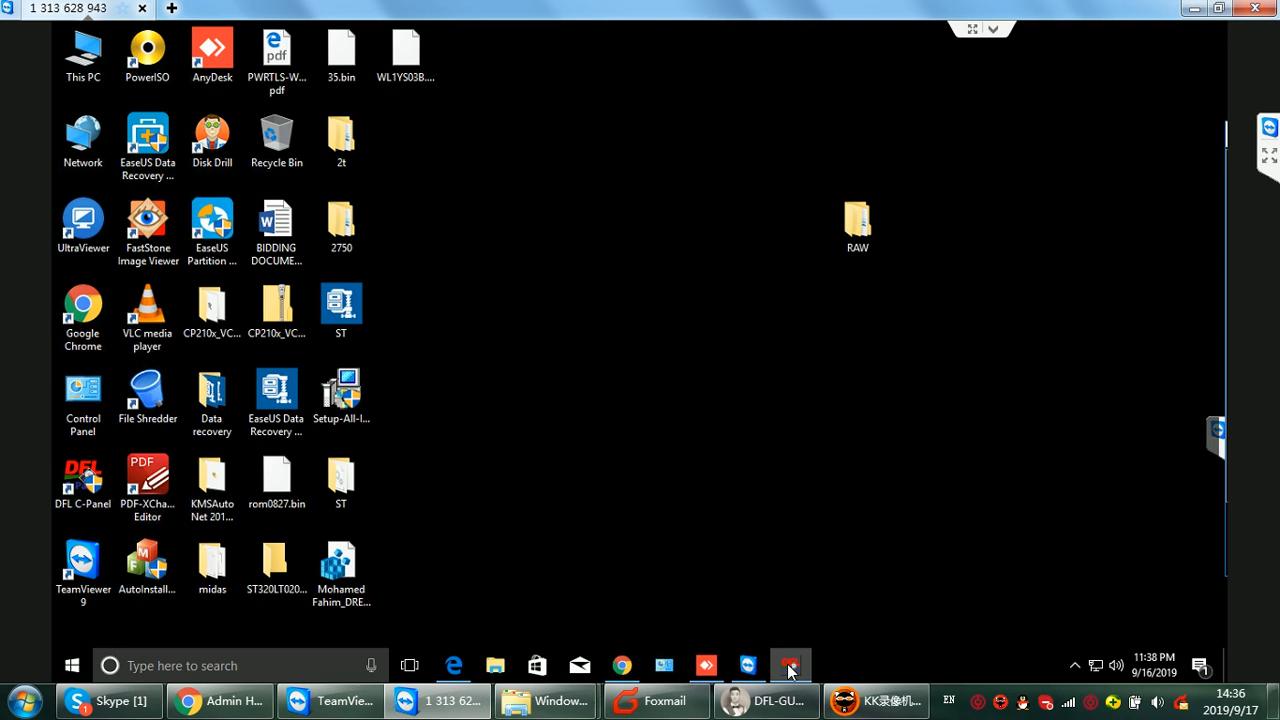 1 313 628 943
This PC
PowerISO
AnyDesk
PWRTLS-W...
pdf
35.bin
WL1YS03B....
pdf
Network
EaseUS Data
Recovery ...
Disk Drill
Recycle Bin
2t
UltraViewer
FastStone
Image Viewer
EaseUS
Partition ...
BIDDING
DOCUME...
2750
RAW
Google
Chrome
VLC media
player
CP210x_VC...
CP210x_VC...
ST
Control
Panel
File Shredder
Data
recovery
EaseUS Data
Recovery ...
Setup-All-I...
DFL
DFL C-Panel
PDF
PDF-XCha...
Editor
KMSAuto
Net 201...
rom0827.bin
ST
TeamViewer
9
AutoInstall...
midas
ST320LT020...
Mohamed
Fahim_DRE...
Type here to search
11:38 PM
9/16/2019
1
Skype [1]
Admin H...
TeamVie...
1 313 62...
Window...
Foxmail
DFL-GU...
KK录像机...
EN
14:36
2019/9/17